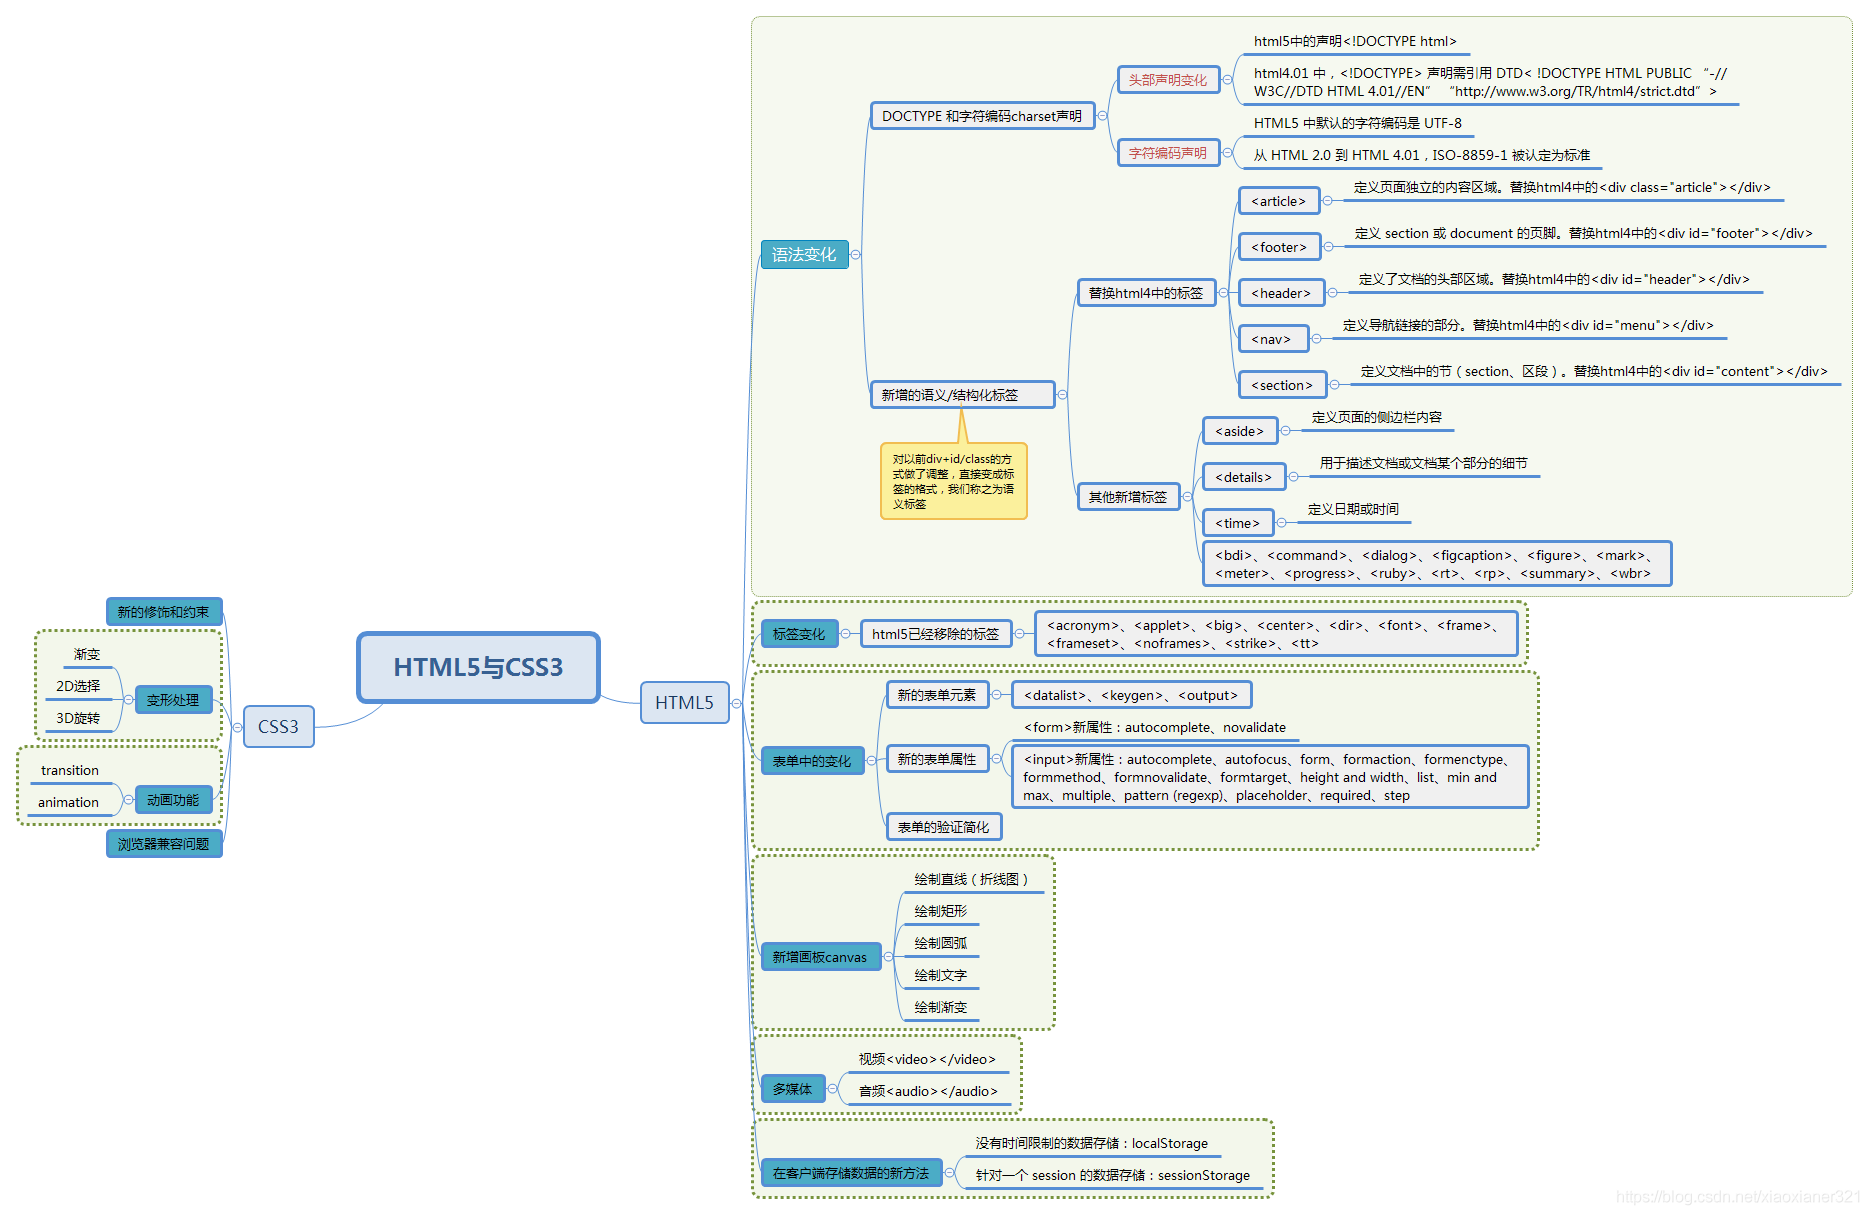 HTML5与CSS3
HTML5
语法变化
DOCTYPE 和字符编码charset声明
头部声明变化
html5中的声明<!DOCTYPE html>
html4.01 中，<!DOCTYPE> 声明需引用 DTD< !DOCTYPE HTML PUBLIC “-//
W3C//DTD HTML 4.01//EN” “http://www.w3.org/TR/html4/strict.dtd” >
字符编码声明
HTML5 中默认的字符编码是 UTF-8
从 HTML 2.0 到 HTML 4.01，ISO-8859-1 被认定为标准
新增的语义/结构化标签
对以前div+id/class的方
式做了调整，直接变成标
签的格式，我们称之为语
义标签
替换html4中的标签
<article>
定义页面独立的内容区域。替换html4中的<div class="article"></div>
<footer>
定义 section 或 document 的页脚。替换html4中的<div id="footer"></div>
<header>
定义了文档的头部区域。替换html4中的<div id="header"></div>
<nav>
定义导航链接的部分。替换html4中的<div id="menu"></div>
<section>
定义文档中的节（section、区段）。替换html4中的<div id="content"></div>
其他新增标签
<aside>
定义页面的侧边栏内容
<details>
用于描述文档或文档某个部分的细节
<time>
定义日期或时间
<bdi>、<command>、<dialog>、<figcaption>、<figure>、<mark>、
<meter>、<progress>、<ruby>、<rt>、<rp>、<summary>、<wbr>
标签变化
html5已经移除的标签
<acronym>、<applet>、<big>、<center>、<dir>、<font>、<frame>、
<frameset>、<noframes>、<strike>、<tt>
表单中的变化
新的表单元素
<datalist>、<keygen>、<output>
新的表单属性
<form>新属性：autocomplete、novalidate
<input>新属性：autocomplete、autofocus、form、formaction、formenctype、
formmethod、formnovalidate、formtarget、height and width、list、min and
max、multiple、pattern (regexp)、placeholder、required、step
表单的验证简化
新增画板canvas
绘制直线（折线图）
绘制矩形
绘制圆弧
绘制文字
绘制渐变
多媒体
视频<video></video>
音频<audio></audio>
在客户端存储数据的新方法
没有时间限制的数据存储：localStorage
针对一个 session 的数据存储：sessionStorage
CSS3
新的修饰和约束
变形处理
渐变
2D选择
3D旋转
动画功能
transition
animation
浏览器兼容问题
https://blog.csdn.net/xiaoxianer321